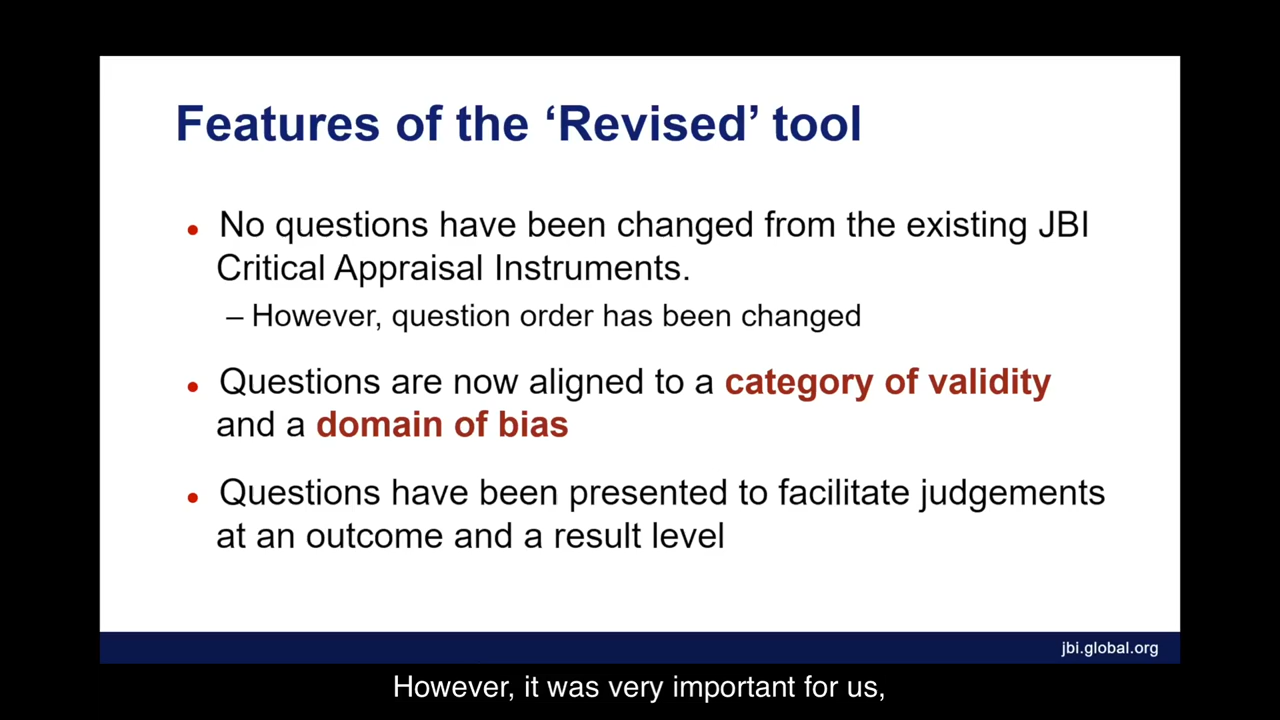 Features of the ‘Revised’ tool
• No questions have been changed from the existing JBI
Critical Appraisal Instruments.
– However, question order has been changed
• Questions are now aligned to a category of validity
and a domain of bias
• Questions have been presented to facilitate judgements
at an outcome and a result level
jbi.global.org
However, it was very important for us,